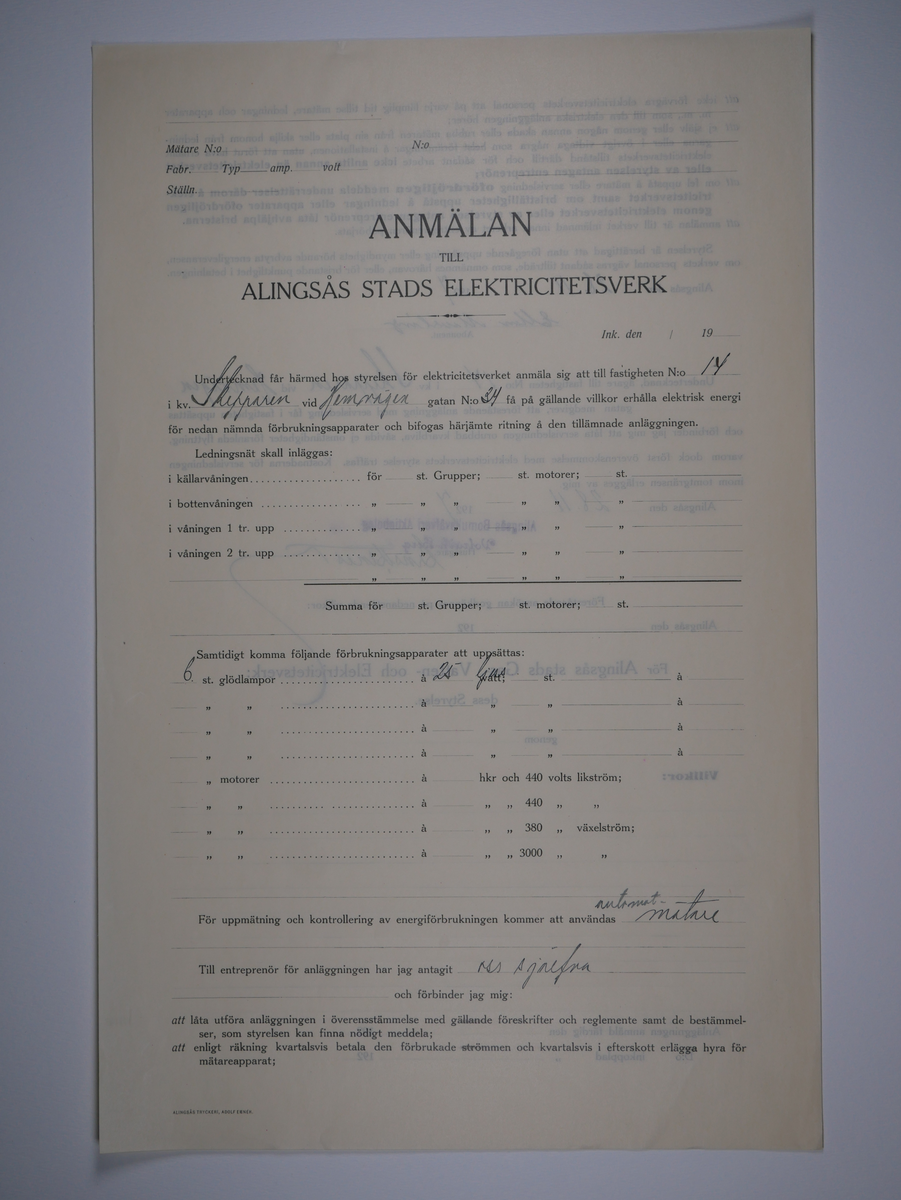 Mätare N:o N:o
Fabr. Typ amp. volt
Ställn.
ANMÄLAN
TILL
ALINGSÅS STADS ELEKTRICITETSVERK
Ink. den / 19
Undertecknad får härmed hos styrelsen för elektricitetsverket anmäla sig att till fastigheten N:o 14
i kv. Skepparen vid Hemvägen gatan N:o 34 få på gällande villkor erhålla elektrisk energi
för nedan nämnda förbrukningsapparater och bifogas härjämte ritning å den tillämnade anläggningen.
Ledningsnät skall inläggas:
i källarvåningen för st. Grupper; st. motorer; st.
i bottenvåningen „ „ „ „ „ „
i våningen 1 tr. upp „ „ „ „ „ „
i våningen 2 tr. upp „ „ „ „ „ „
„ „ „ „ „ „
Summa för st. Grupper; st. motorer; st.
Samtidigt komma följande förbrukningsapparater att uppsättas:
6 st. glödlampor à 25 watt; ljus st. à
„ „ à „ „ à
„ „ à „ „ à
„ „ à „ „ à
„ motorer à hkr och 440 volts likström;
„ „ à „ „ 440 „ „
„ „ à „ „ 380 „ växelström;
„ „ à „ „ 3000 „ „
automat-
För uppmätning och kontrollering av energiförbrukningen kommer att användas mätare
Till entreprenör för anläggningen har jag antagit
och förbinder jag mig:
att låta utföra anläggningen i överensstämmelse med gällande föreskrifter och reglemente samt de bestämmel-
ser, som styrelsen kan finna nödigt meddela;
att enligt räkning kvartalsvis betala den förbrukade strömmen och kvartalsvis i efterskott erlägga hyra för
mätareapparat;
ALINGSÅS TRYCKERI, ADOLF